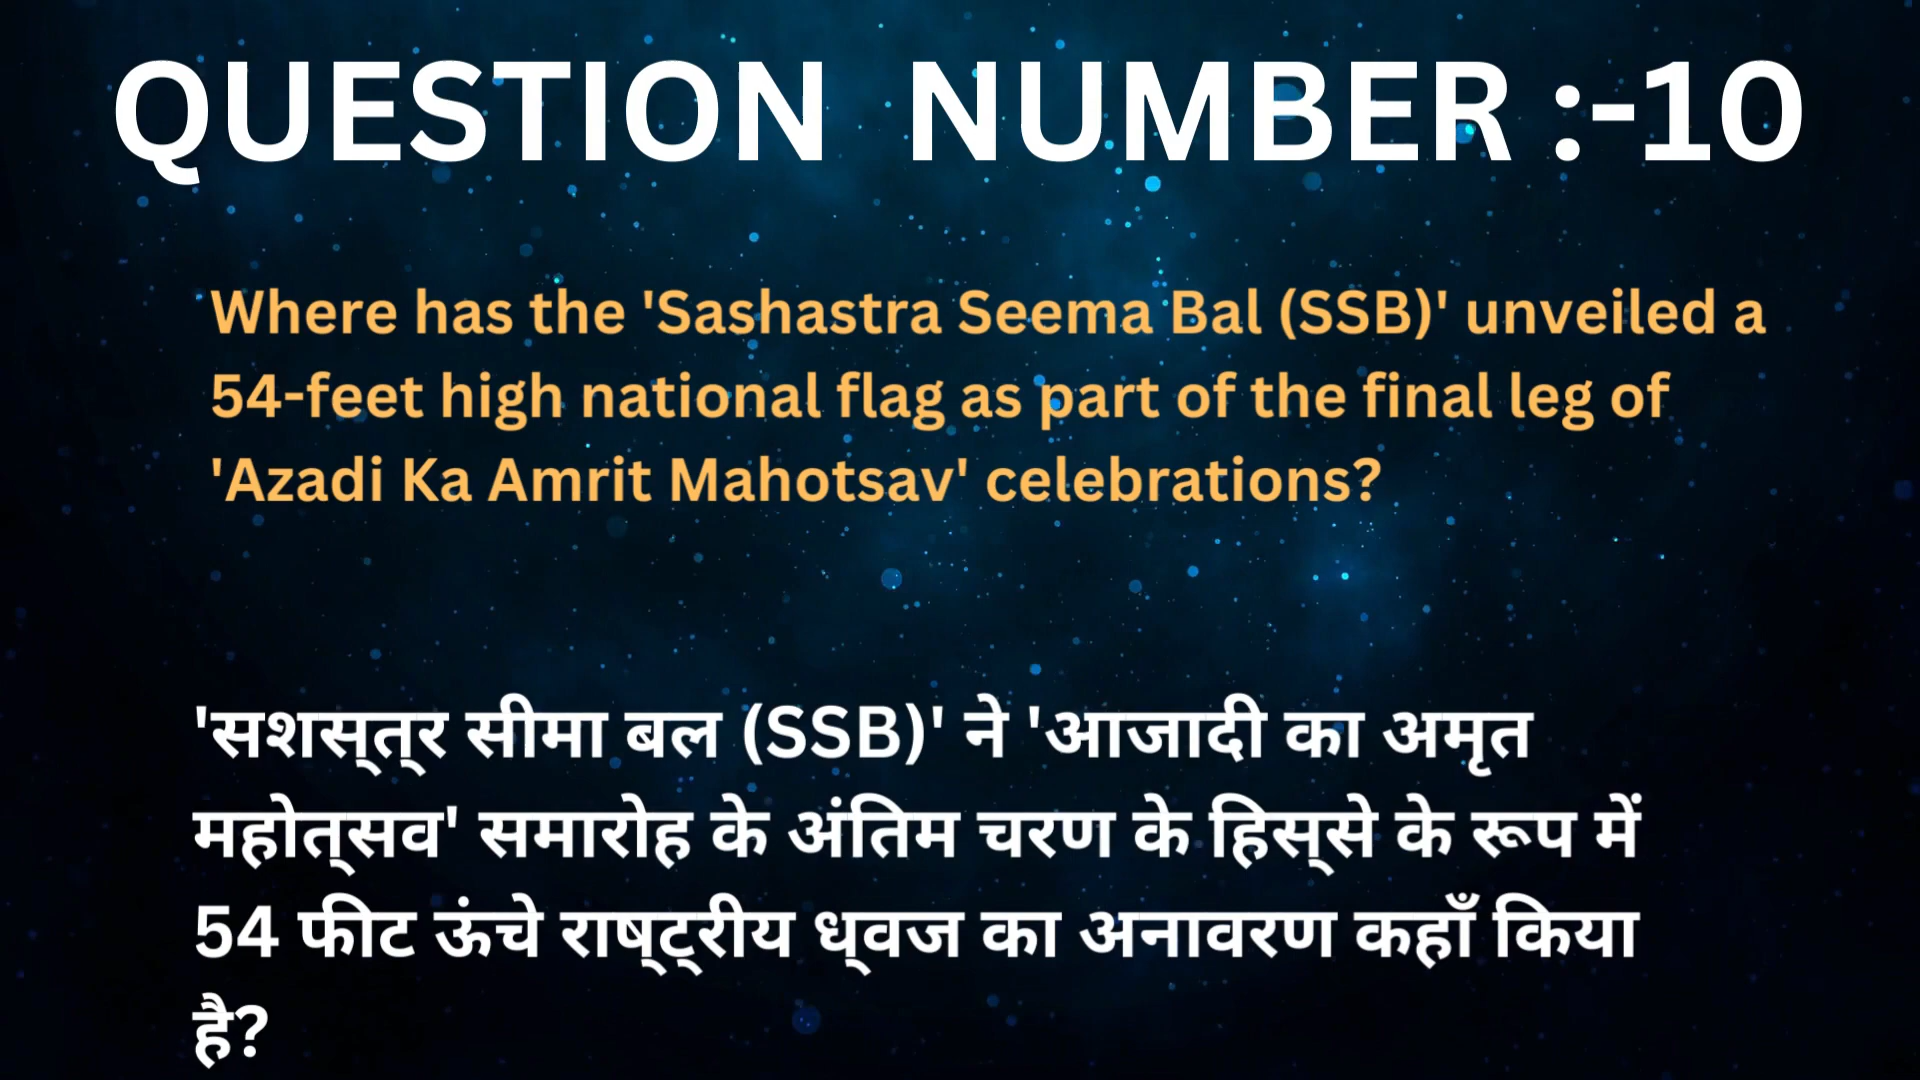 QUESTION NUMBER :-10
Where has the 'Sashastra Seema Bal (SSB)' unveiled a
54-feet high national flag as part of the final leg of
'Azadi Ka Amrit Mahotsav' celebrations?
'सशस्त्र सीमा बल (SSB)' ने 'आजादी का अमृत
महोत्सव' समारोह के अंतिम चरण के हिस्से के रूप में
54 फीट ऊंचे राष्ट्रीय ध्वज का अनावरण कहाँ किया
है?